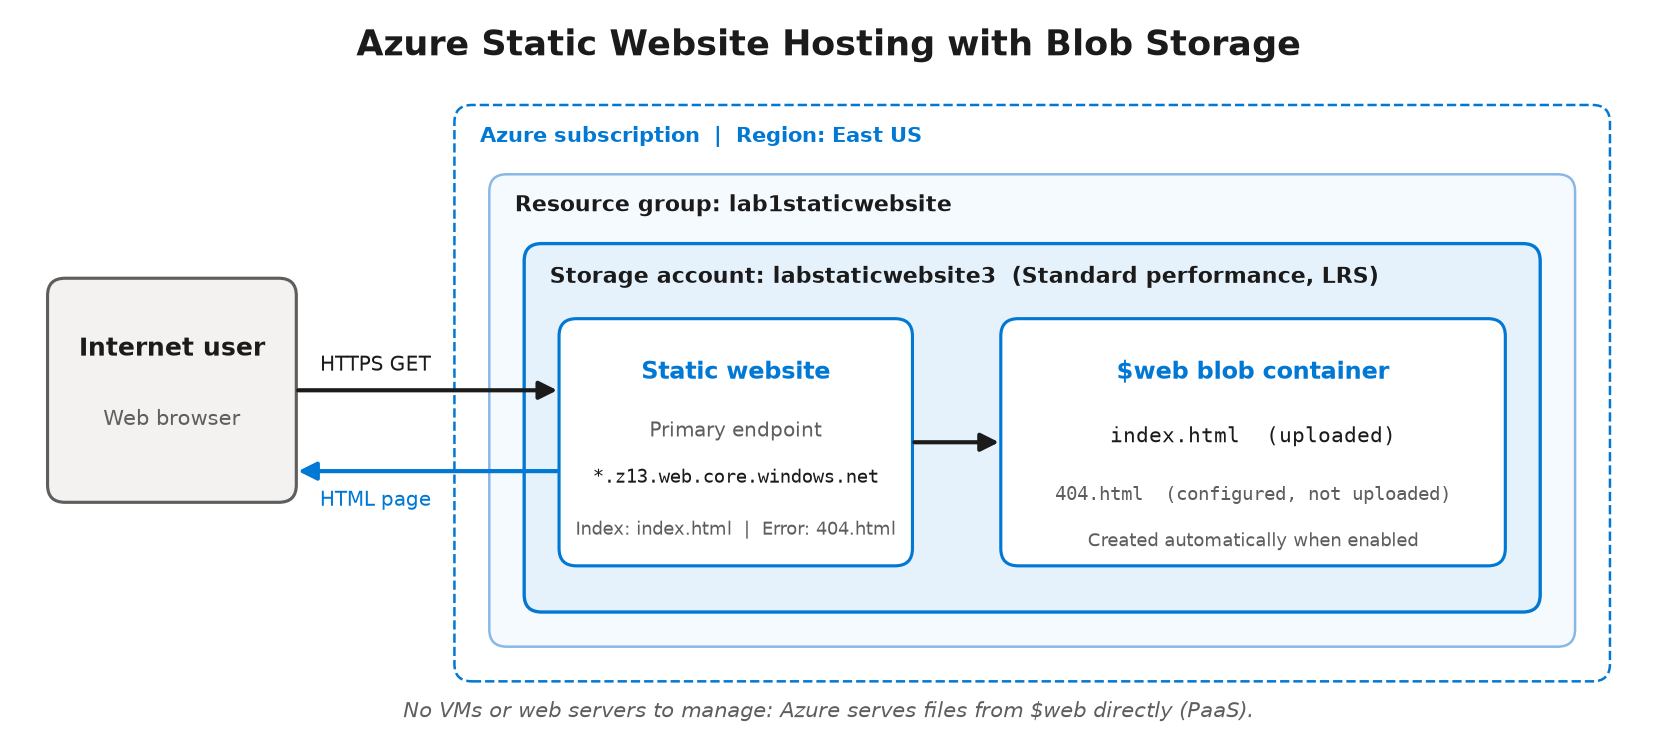 Azure Static Website Hosting with Blob Storage
Azure subscription | Region: East US
Resource group: lab1staticwebsite
Storage account: labstaticwebsite3 (Standard performance, LRS)
Internet user
Web browser
HTTPS GET
HTML page
Static website
Primary endpoint
*.z13.web.core.windows.net
Index: index.html | Error: 404.html
$web blob container
index.html (uploaded)
404.html (configured, not uploaded)
Created automatically when enabled
No VMs or web servers to manage: Azure serves files from $web directly (PaaS).